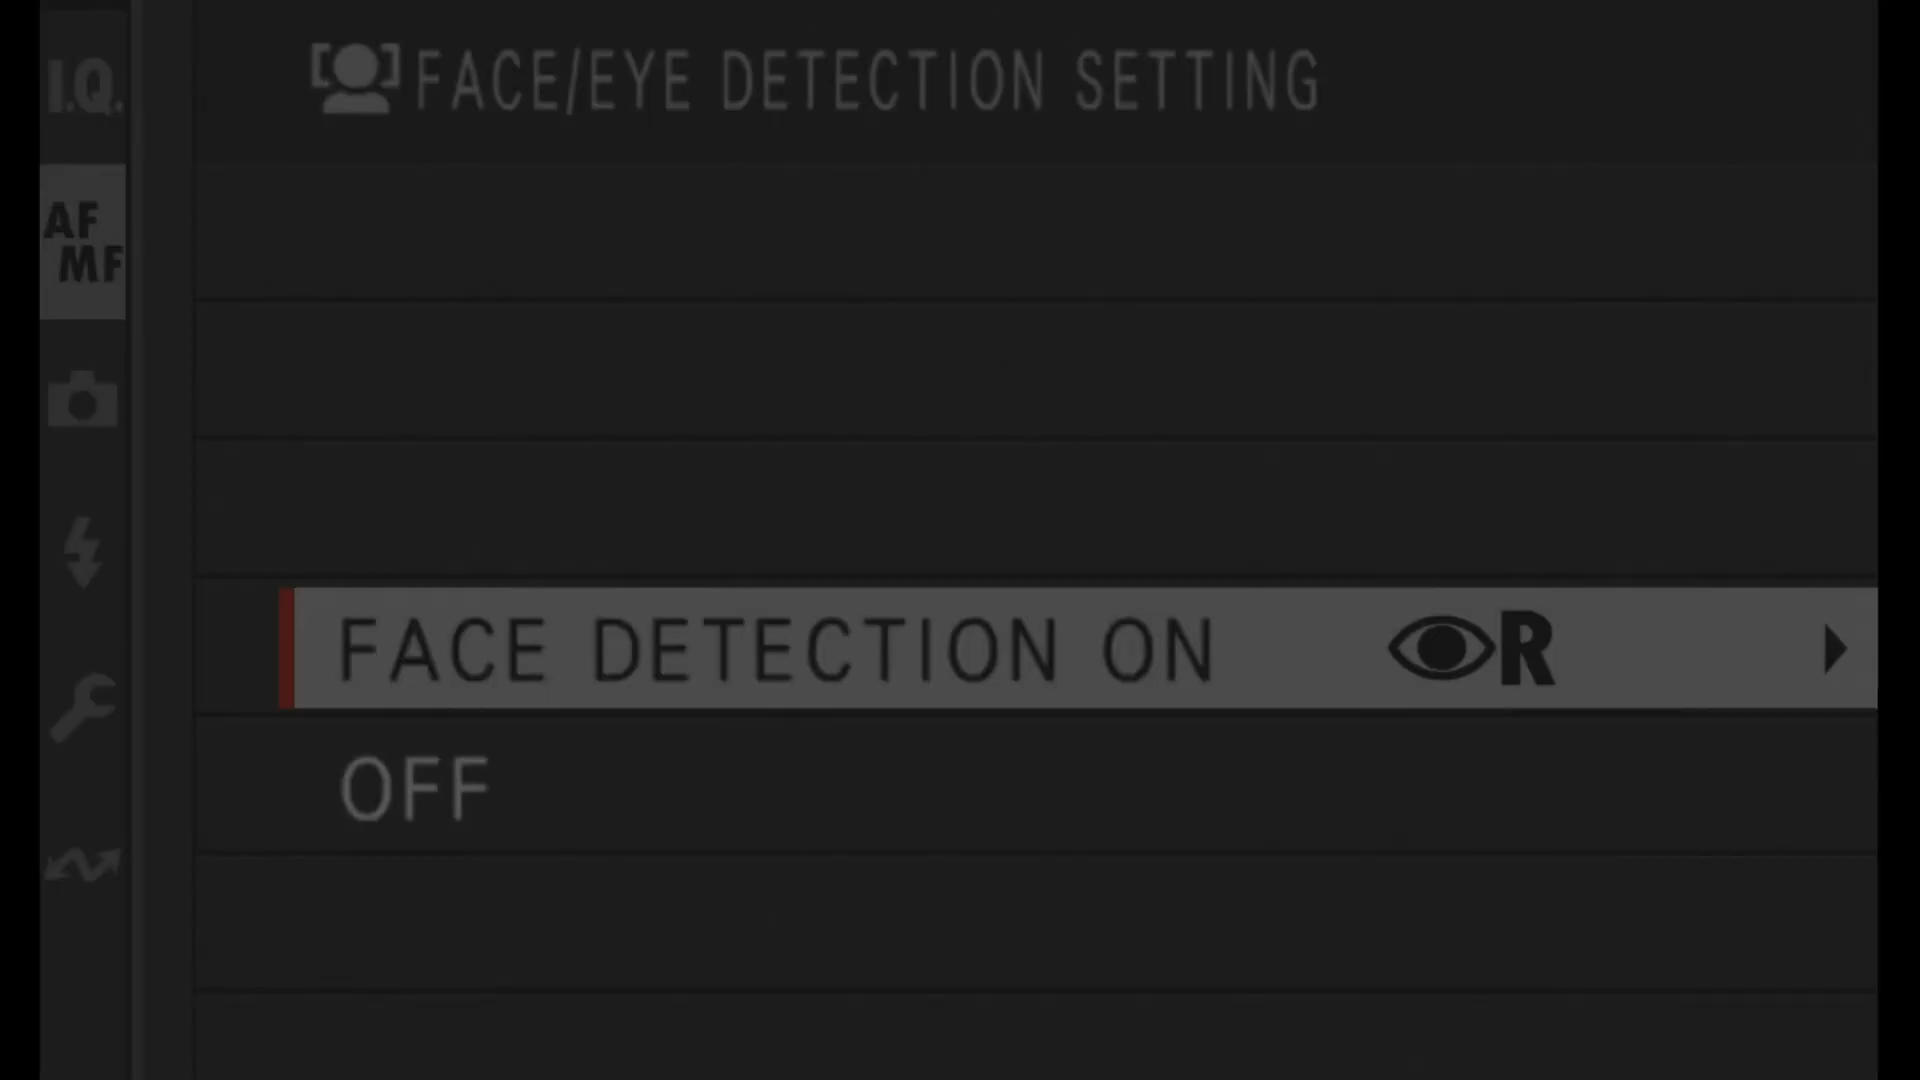 I.Q.
FACE/EYE DETECTION SETTING
AF
MF
FACE DETECTION ON R
OFF